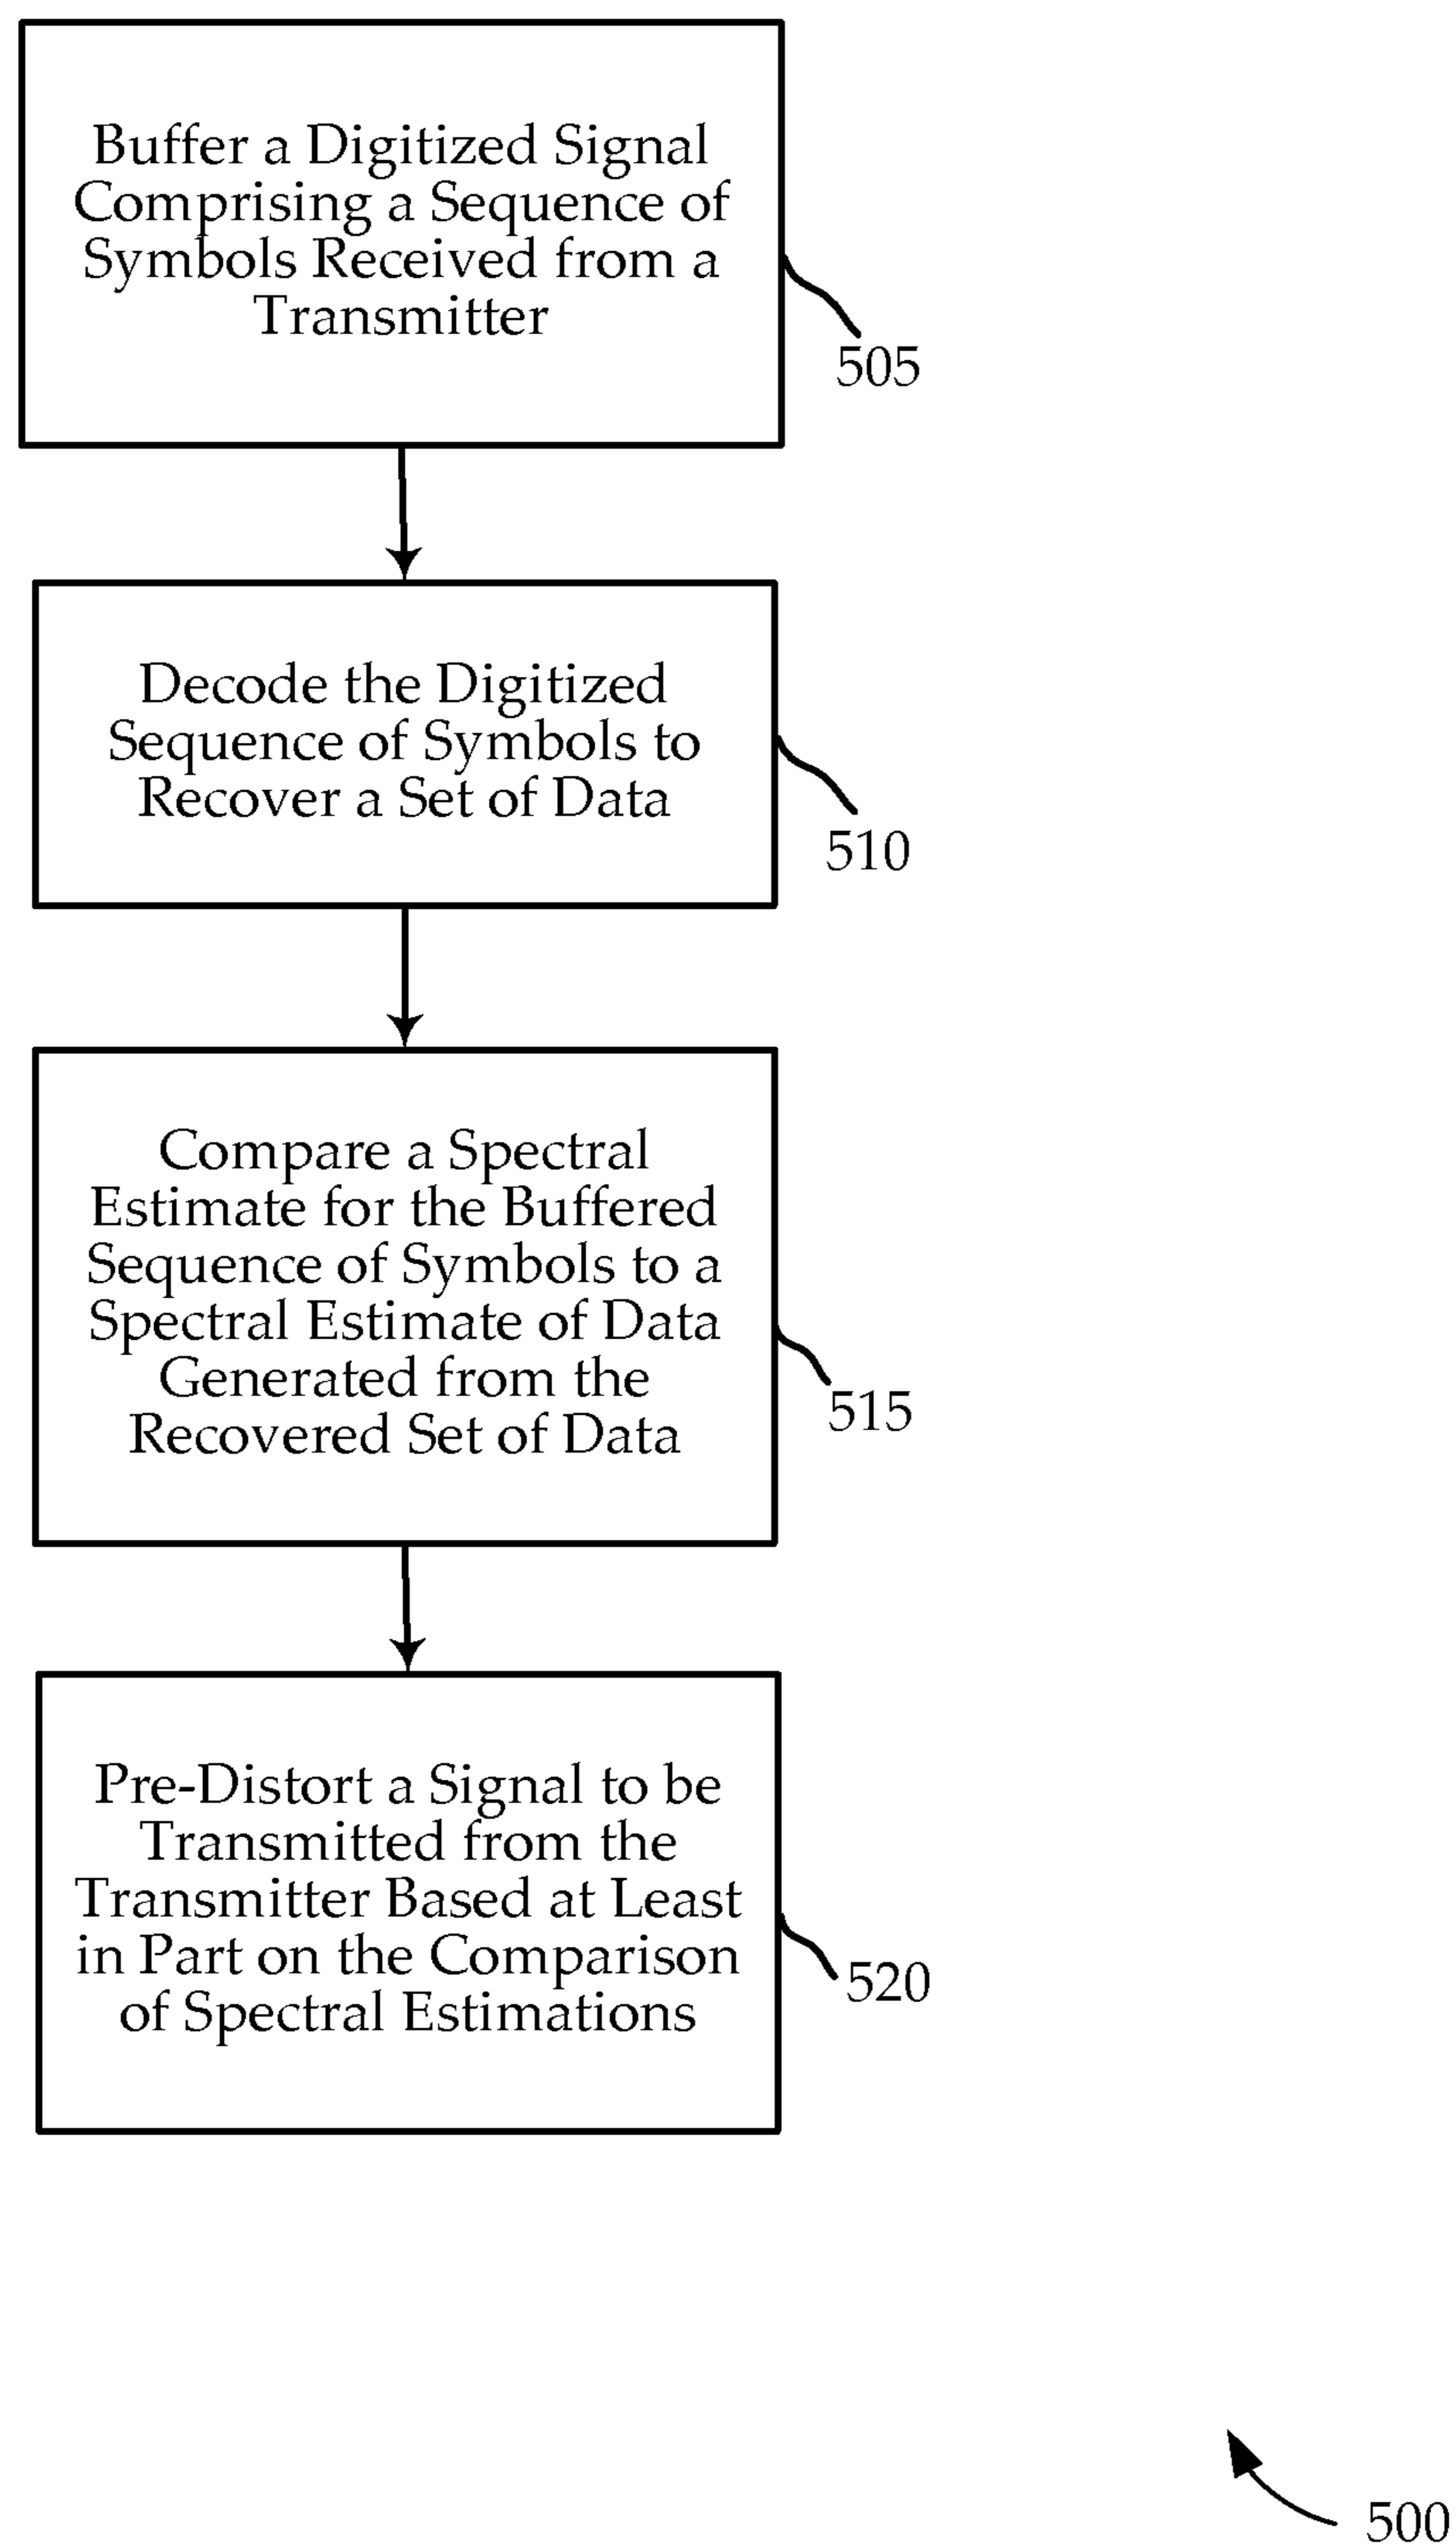 Buffer a Digitized Signal
Comprising a Sequence of
Symbols Received from a
Transmitter
505
Decode the Digitized
Sequence of Symbols to
Recover a Set of Data
510
Compare a Spectral
Estimate for the Buffered
Sequence of Symbols to a
Spectral Estimate of Data
Generated from the
Recovered Set of Data
515
Pre-Distort a Signal to be
Transmitted from the
Transmitter Based at Least
in Part on the Comparison
of Spectral Estimations
520
500